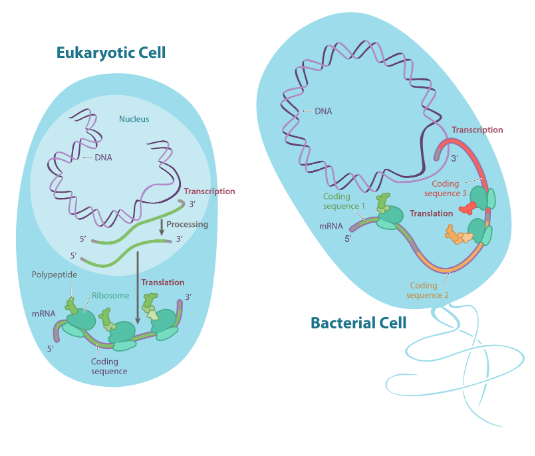 Eukaryotic Cell
Nucleus
DNA
Transcription
3'
5'
Processing
3'
5'
Polypeptide
Ribosome
Translation
mRNA
3'
5'
Coding
sequence
DNA
Transcription
3'
Coding
sequence 3
Coding
sequence 1
Translation
mRNA
5'
Coding
sequence 2
Bacterial Cell